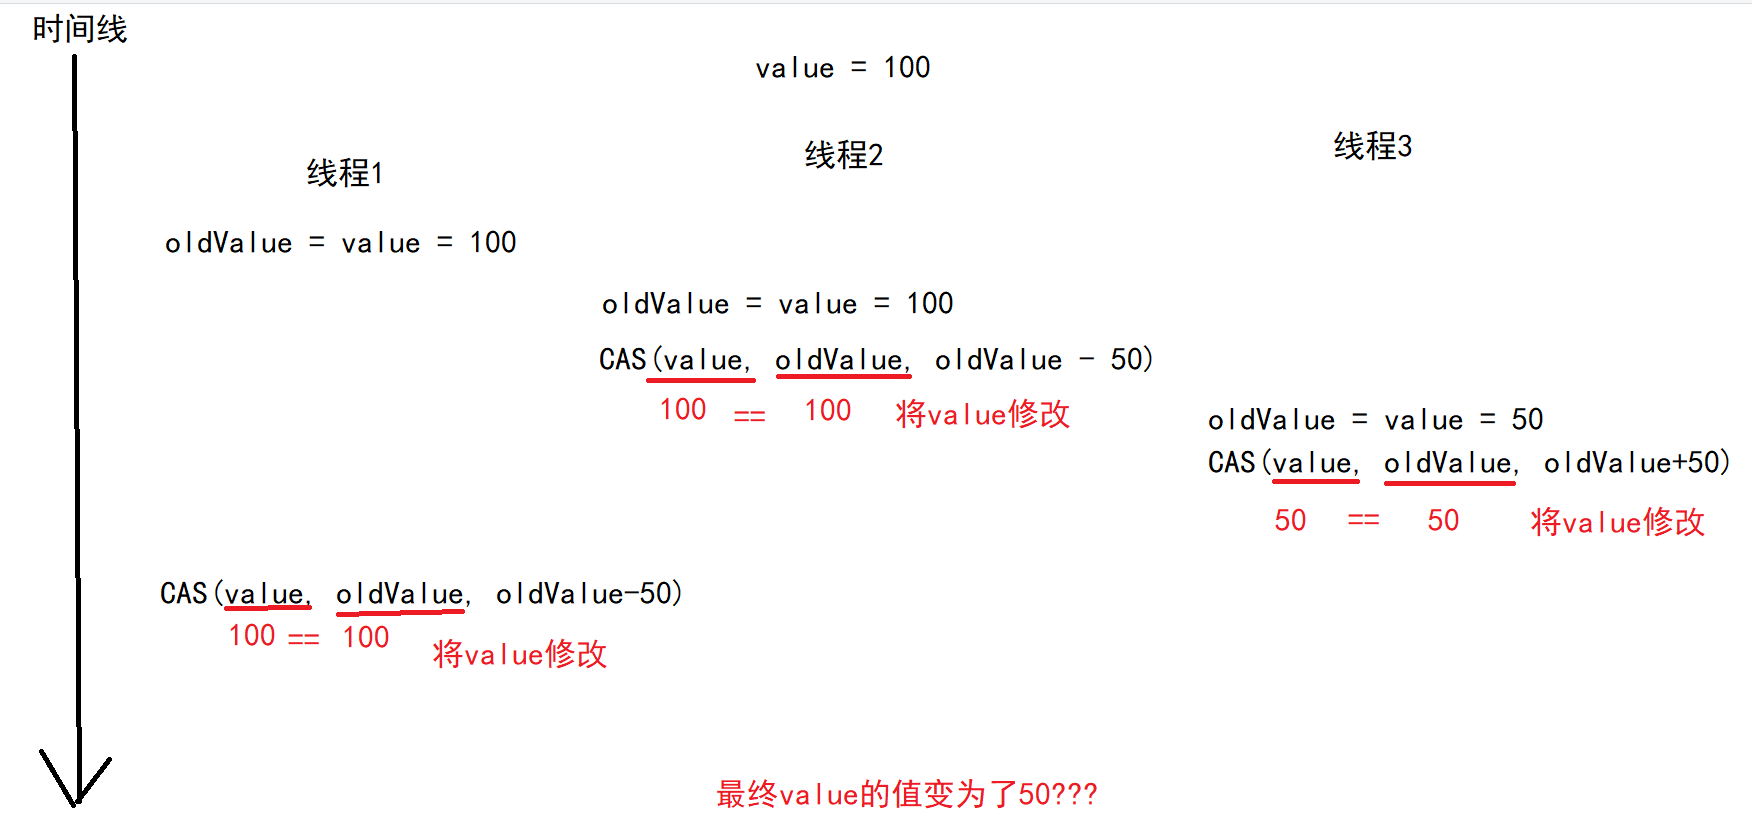 时间线
value = 100
线程1
线程2
线程3
oldValue = value = 100
oldValue = value = 100
CAS(value, oldValue, oldValue - 50)
100 == 100 将value修改
oldValue = value = 50
CAS(value, oldValue, oldValue+50)
50 == 50 将value修改
CAS(value, oldValue, oldValue-50)
100 == 100 将value修改
最终value的值变为了50???